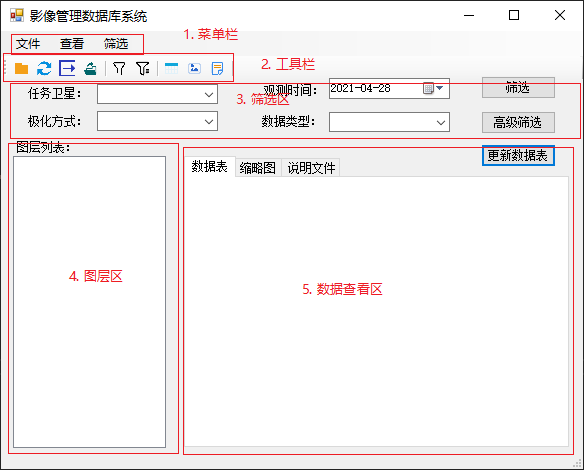 影像管理数据库系统
文件 查看 筛选 1. 菜单栏
2. 工具栏
任务卫星： 观测时间： 2021-04-28 筛选
3. 筛选区
极化方式： 数据类型： 高级筛选
图层列表： 更新数据表
数据表 缩略图 说明文件
4. 图层区
5. 数据查看区